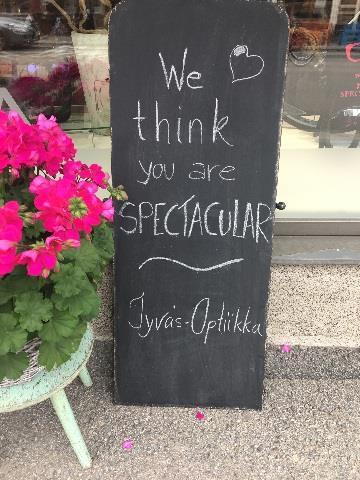 We
think
you are
SPECTACULAR
Jyväs-Optiikka